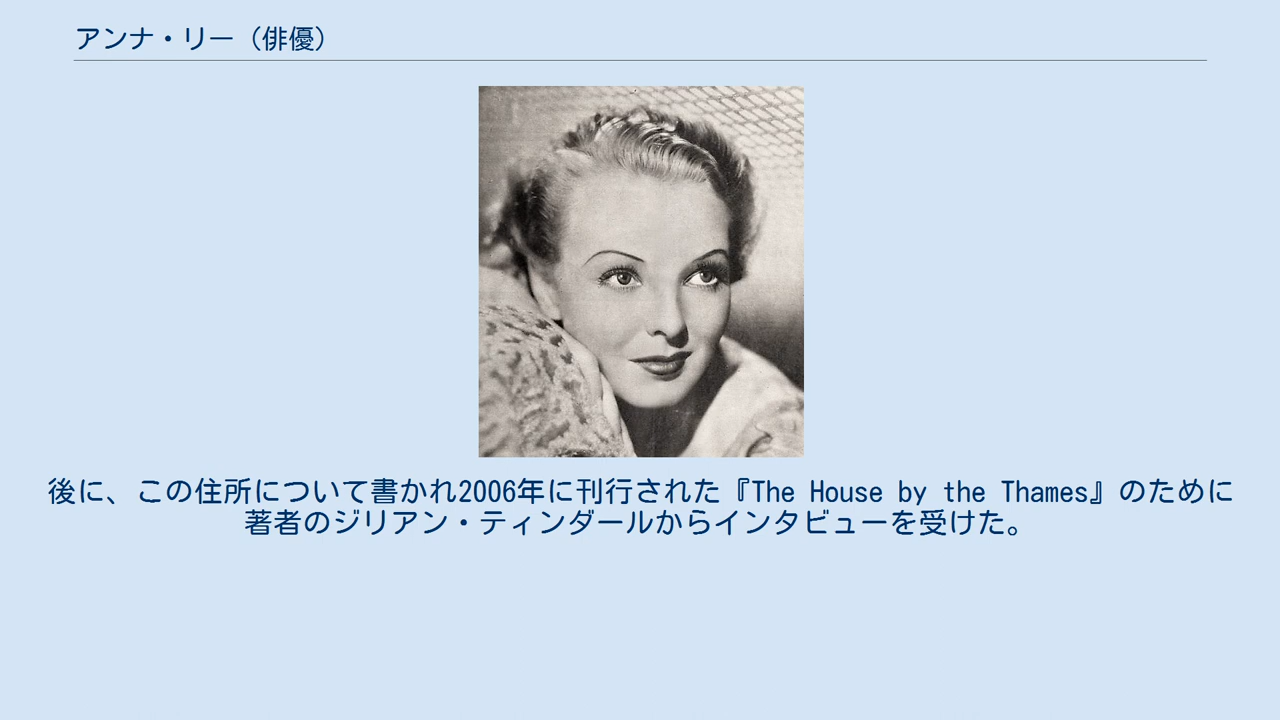 アンナ・リー（俳優）
後に、この住所について書かれ2006年に刊行された『The House by the Thames』のために
著者のジリアン・ティンダールからインタビューを受けた。